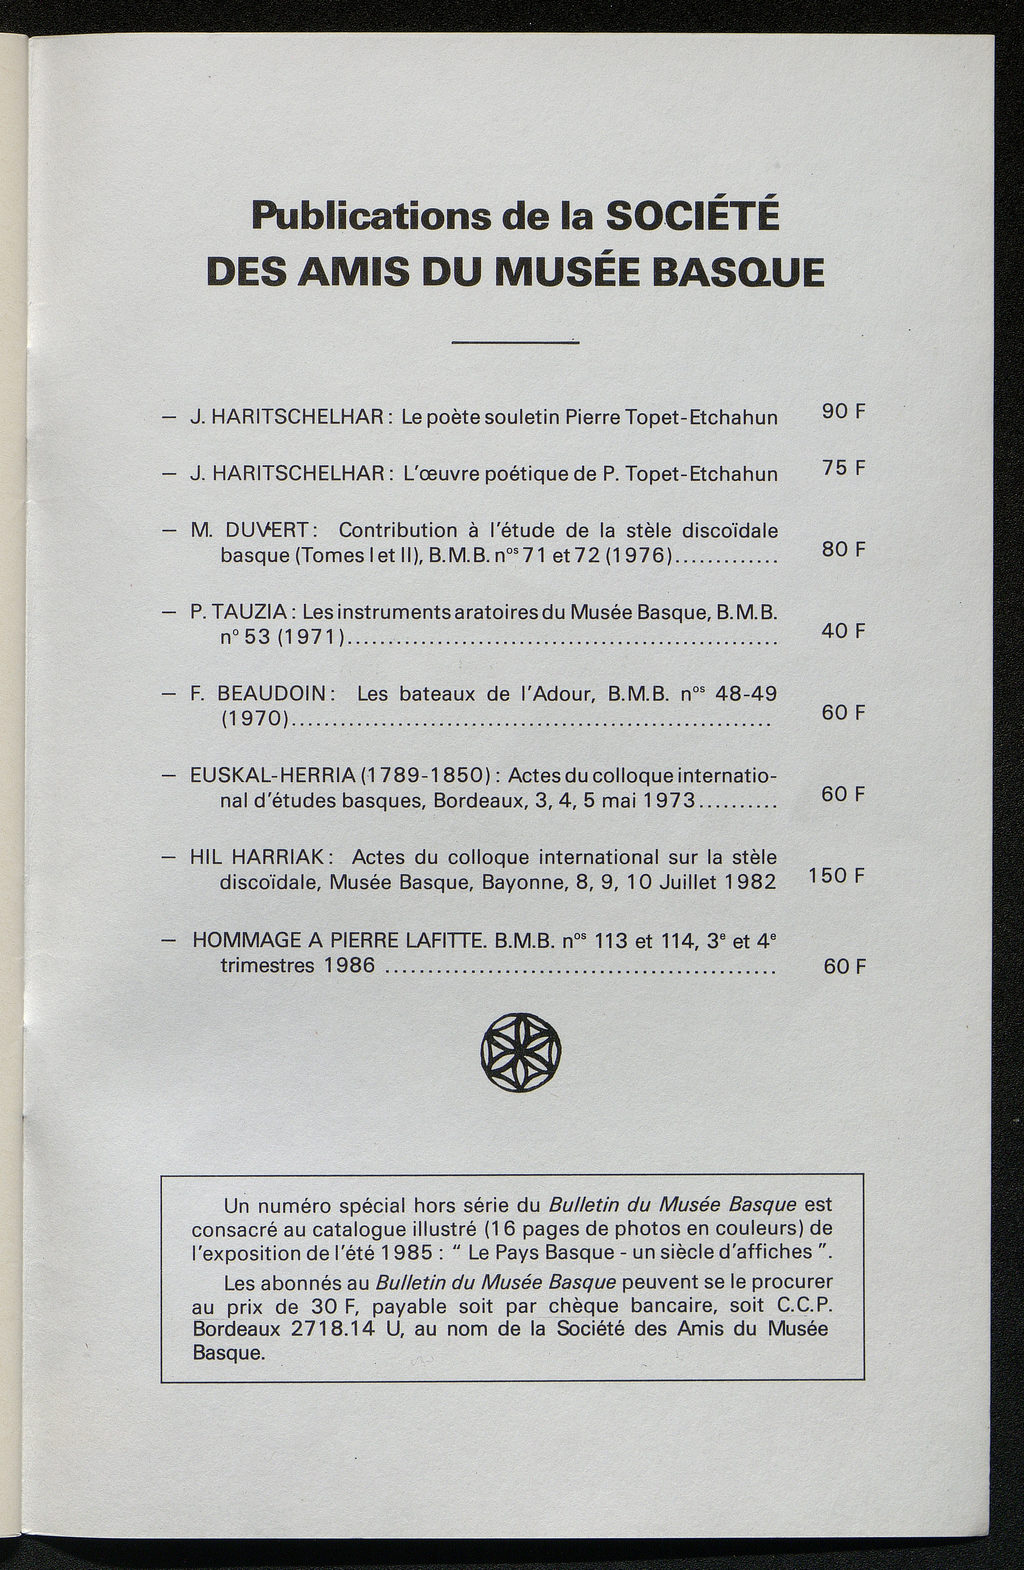 Publications de la SOCIÉTÉ
DES AMIS DU MUSÉE BASQUE
— J. HARITSCHELHAR : Le poète souletin Pierre Topet-Etchahun 90 F
— J. HARITSCHELHAR : L'œuvre poétique de P. Topet-Etchahun 75 F
— M. DUVERT : Contribution à l'étude de la stèle discoïdale
basque (Tomes I et II), B.M.B. nos 71 et 72 (1976)............. 80 F
— P. TAUZIA : Les instruments aratoires du Musée Basque, B.M.B.
n° 53 (1971)...................................................... 40 F
— F. BEAUDOIN : Les bateaux de l'Adour, B.M.B. nos 48-49
(1970)............................................................ 60 F
— EUSKAL-HERRIA (1789-1850) : Actes du colloque internatio-
nal d'études basques, Bordeaux, 3, 4, 5 mai 1973.......... 60 F
— HIL HARRIAK : Actes du colloque international sur la stèle
discoïdale, Musée Basque, Bayonne, 8, 9, 10 Juillet 1982 150 F
— HOMMAGE A PIERRE LAFITTE. B.M.B. nos 113 et 114, 3e et 4e
trimestres 1986 .............................................. 60 F
Un numéro spécial hors série du Bulletin du Musée Basque est
consacré au catalogue illustré (16 pages de photos en couleurs) de
l'exposition de l'été 1985 : " Le Pays Basque - un siècle d'affiches ".
Les abonnés au Bulletin du Musée Basque peuvent se le procurer
au prix de 30 F, payable soit par chèque bancaire, soit C.C.P.
Bordeaux 2718.14 U, au nom de la Société des Amis du Musée
Basque.